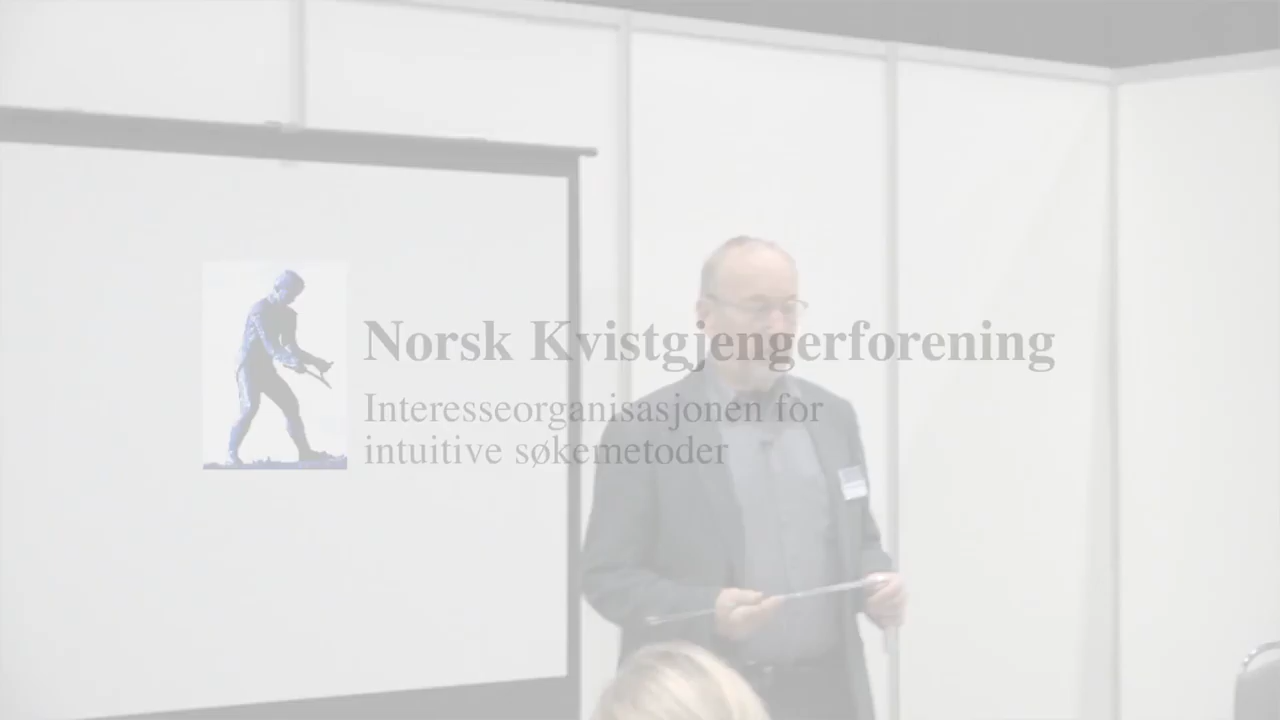 Norsk Kvistgjengerforening
Interesseorganisasjonen for
intuitive søkemetoder